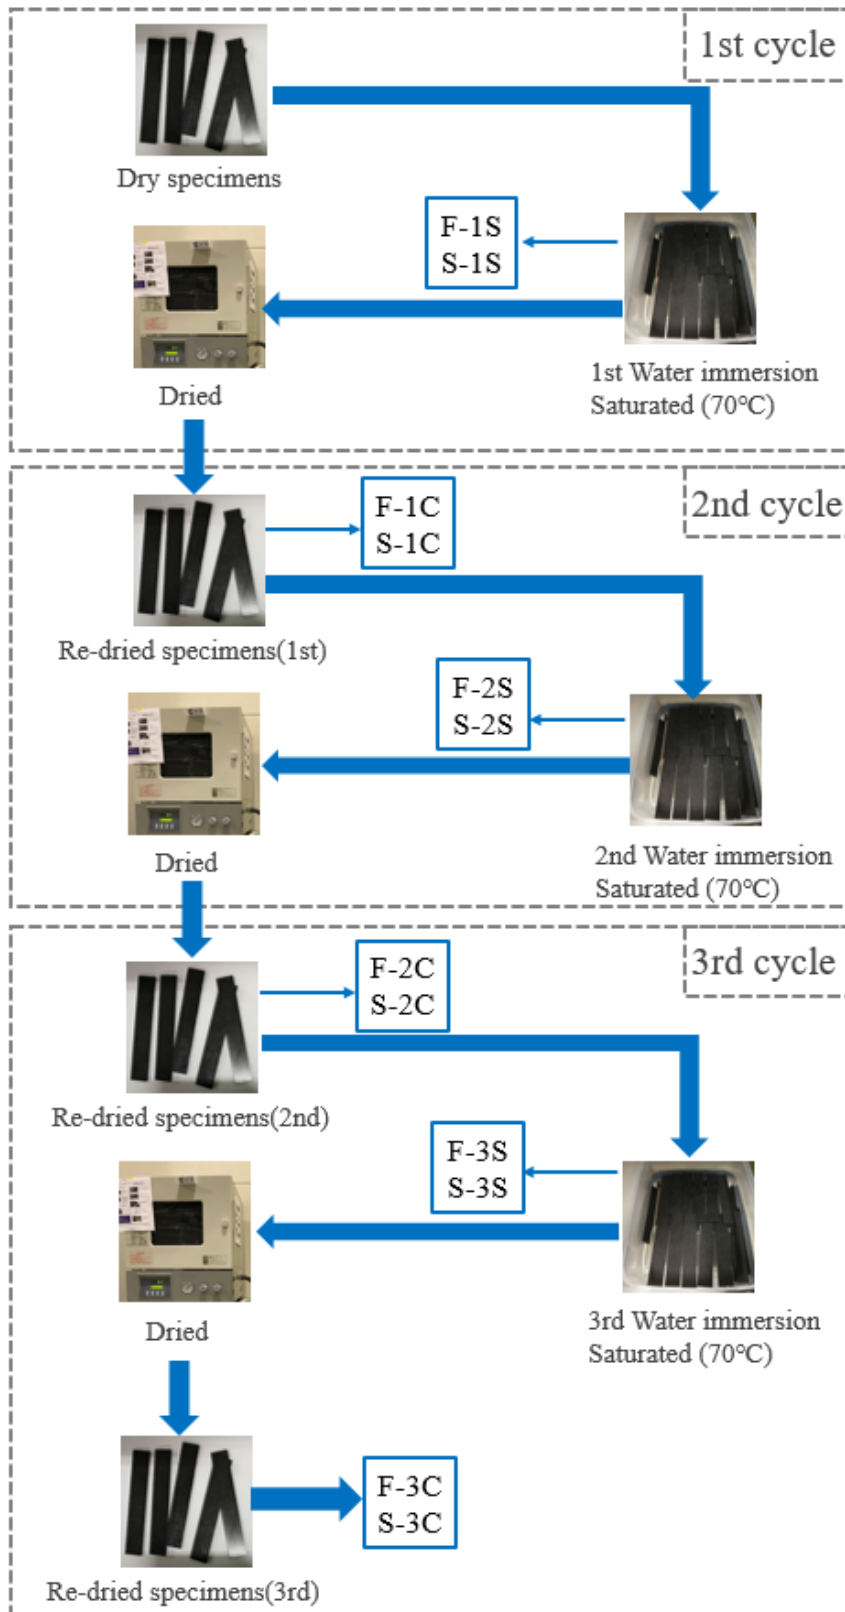 1st cycle
Dry specimens
F-1S
S-1S
1st Water immersion
Saturated (70℃)
Dried
2nd cycle
F-1C
S-1C
Re-dried specimens(1st)
F-2S
S-2S
2nd Water immersion
Saturated (70℃)
Dried
3rd cycle
F-2C
S-2C
Re-dried specimens(2nd)
F-3S
S-3S
3rd Water immersion
Saturated (70℃)
Dried
F-3C
S-3C
Re-dried specimens(3rd)